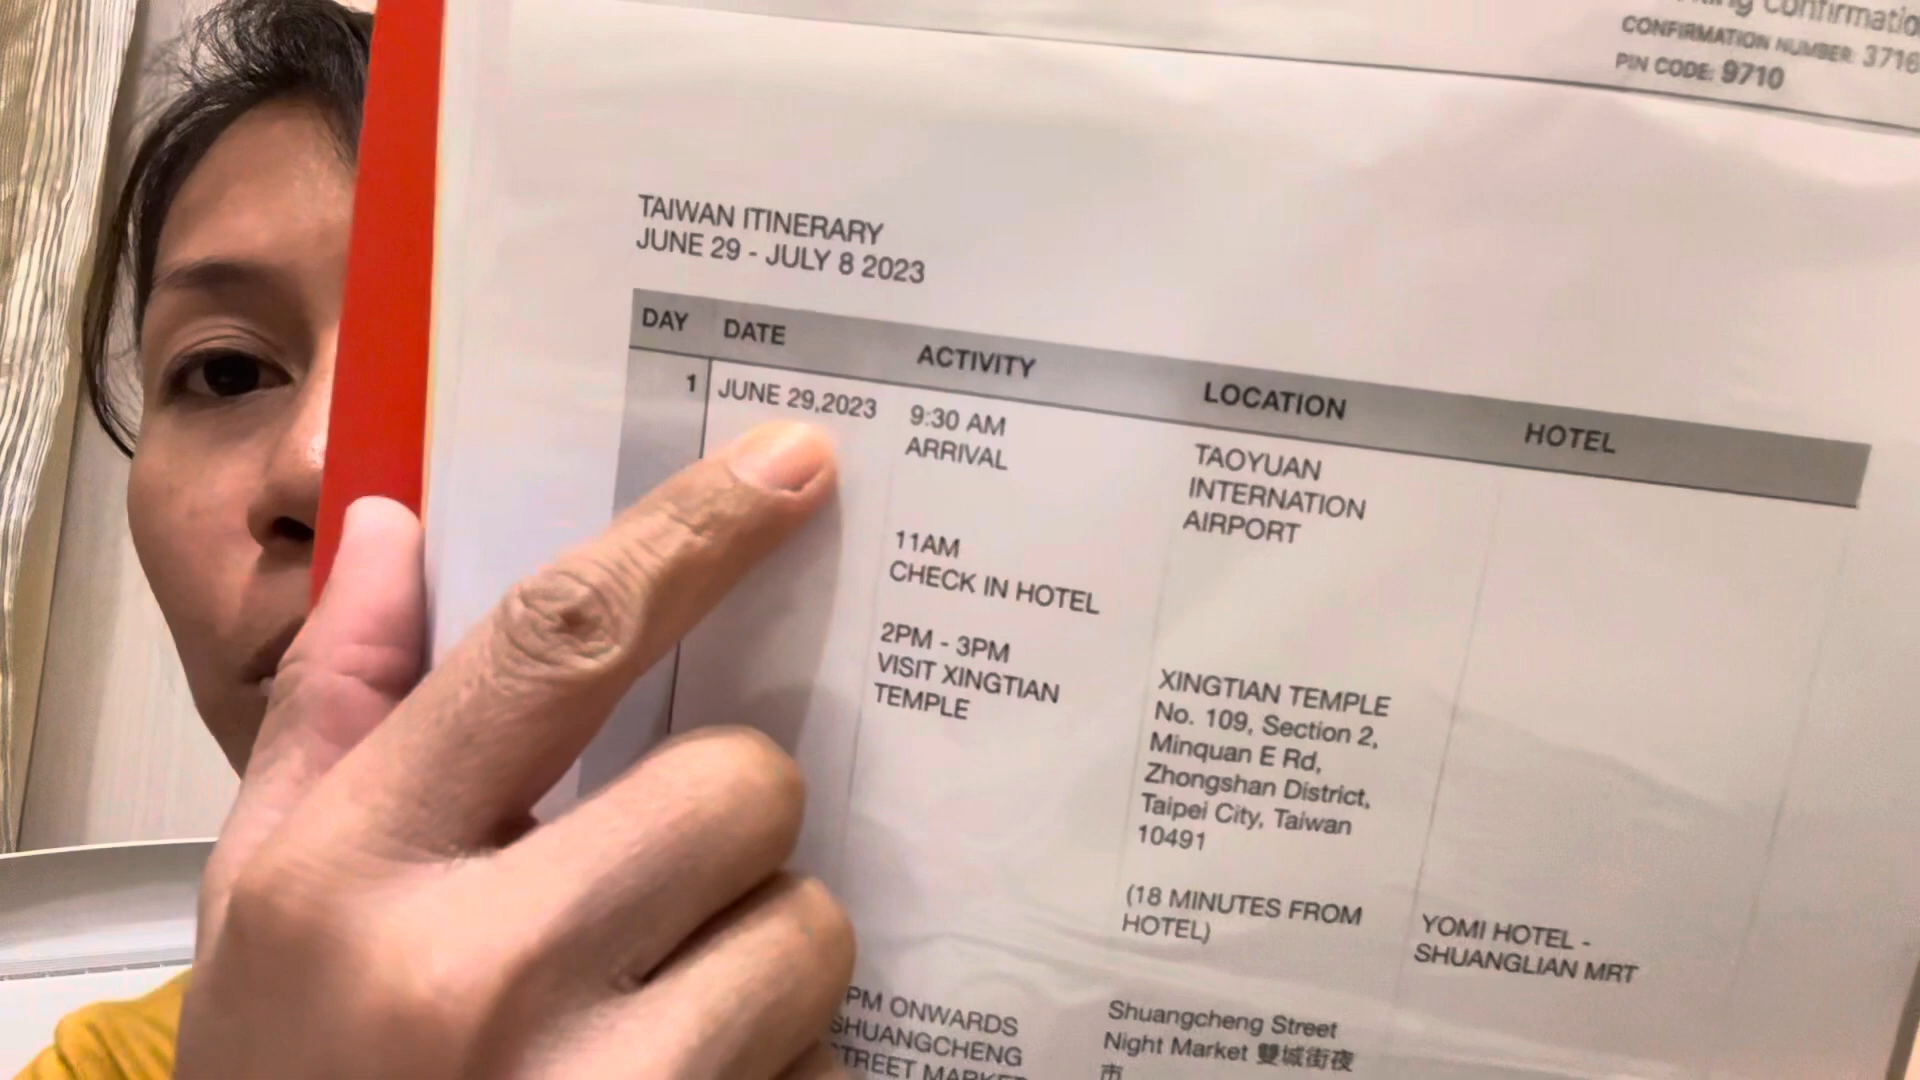 Confirmation
CONFIRMATION NUMBER: 3716
PIN CODE: 9710
TAIWAN ITINERARY
JUNE 29 - JULY 8 2023
DAY DATE ACTIVITY LOCATION HOTEL
1 JUNE 29,2023
9:30 AM
ARRIVAL
TAOYUAN
INTERNATION
AIRPORT
11AM
CHECK IN HOTEL
2PM - 3PM
VISIT XINGTIAN
TEMPLE
XINGTIAN TEMPLE
No. 109, Section 2,
Minquan E Rd,
Zhongshan District,
Taipei City, Taiwan
10491
(18 MINUTES FROM
HOTEL)
YOMI HOTEL -
SHUANGLIAN MRT
PM ONWARDS
SHUANGCHENG
STREET MARKET
Shuangcheng Street
Night Market 雙城街夜
市